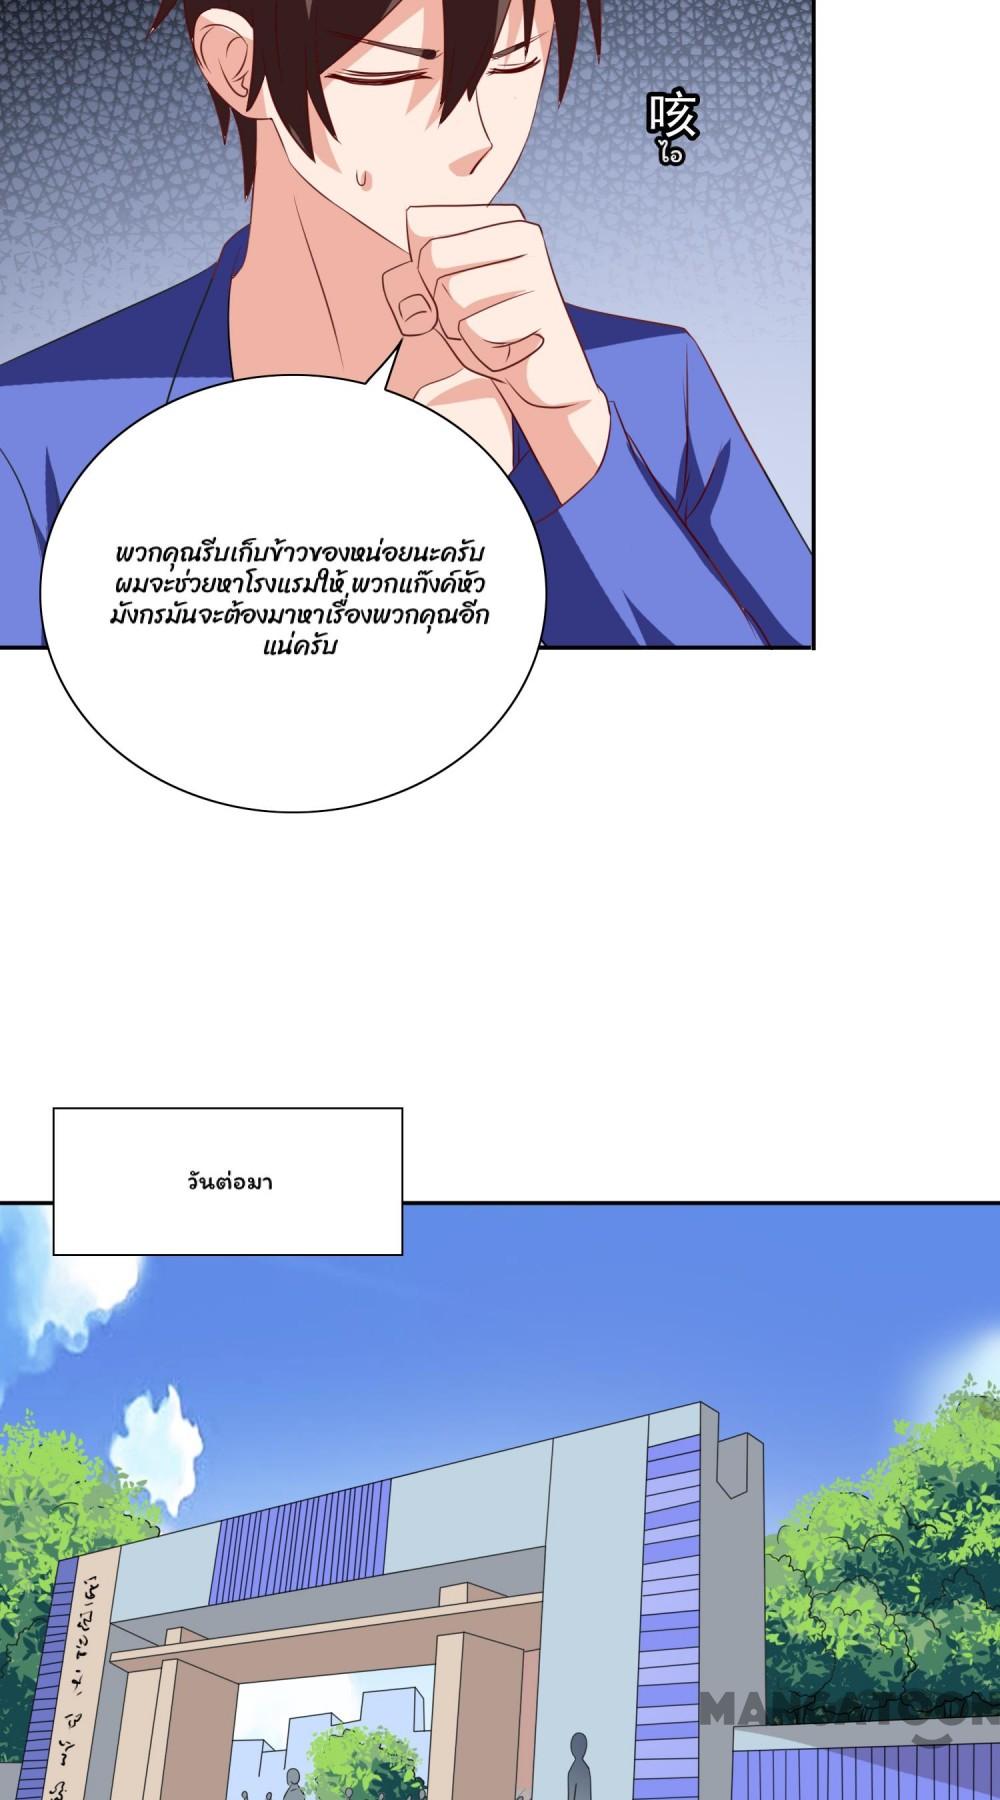 咳
ไอ
พวกคุณรีบเก็บข้าวของหน่อยนะครับ
ผมจะช่วยหาโรงแรมให้ พวกแก๊งค์หัว
มังกรมันจะต้องมาหาเรื่องพวกคุณอีก
แน่ครับ
วันต่อมา
MANGATOON